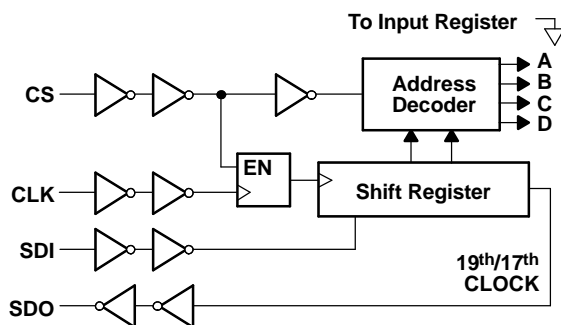 To Input Register
A
B
C
D
Address
Decoder
CS
EN
CLK
Shift Register
SDI
19th/17th
CLOCK
SDO